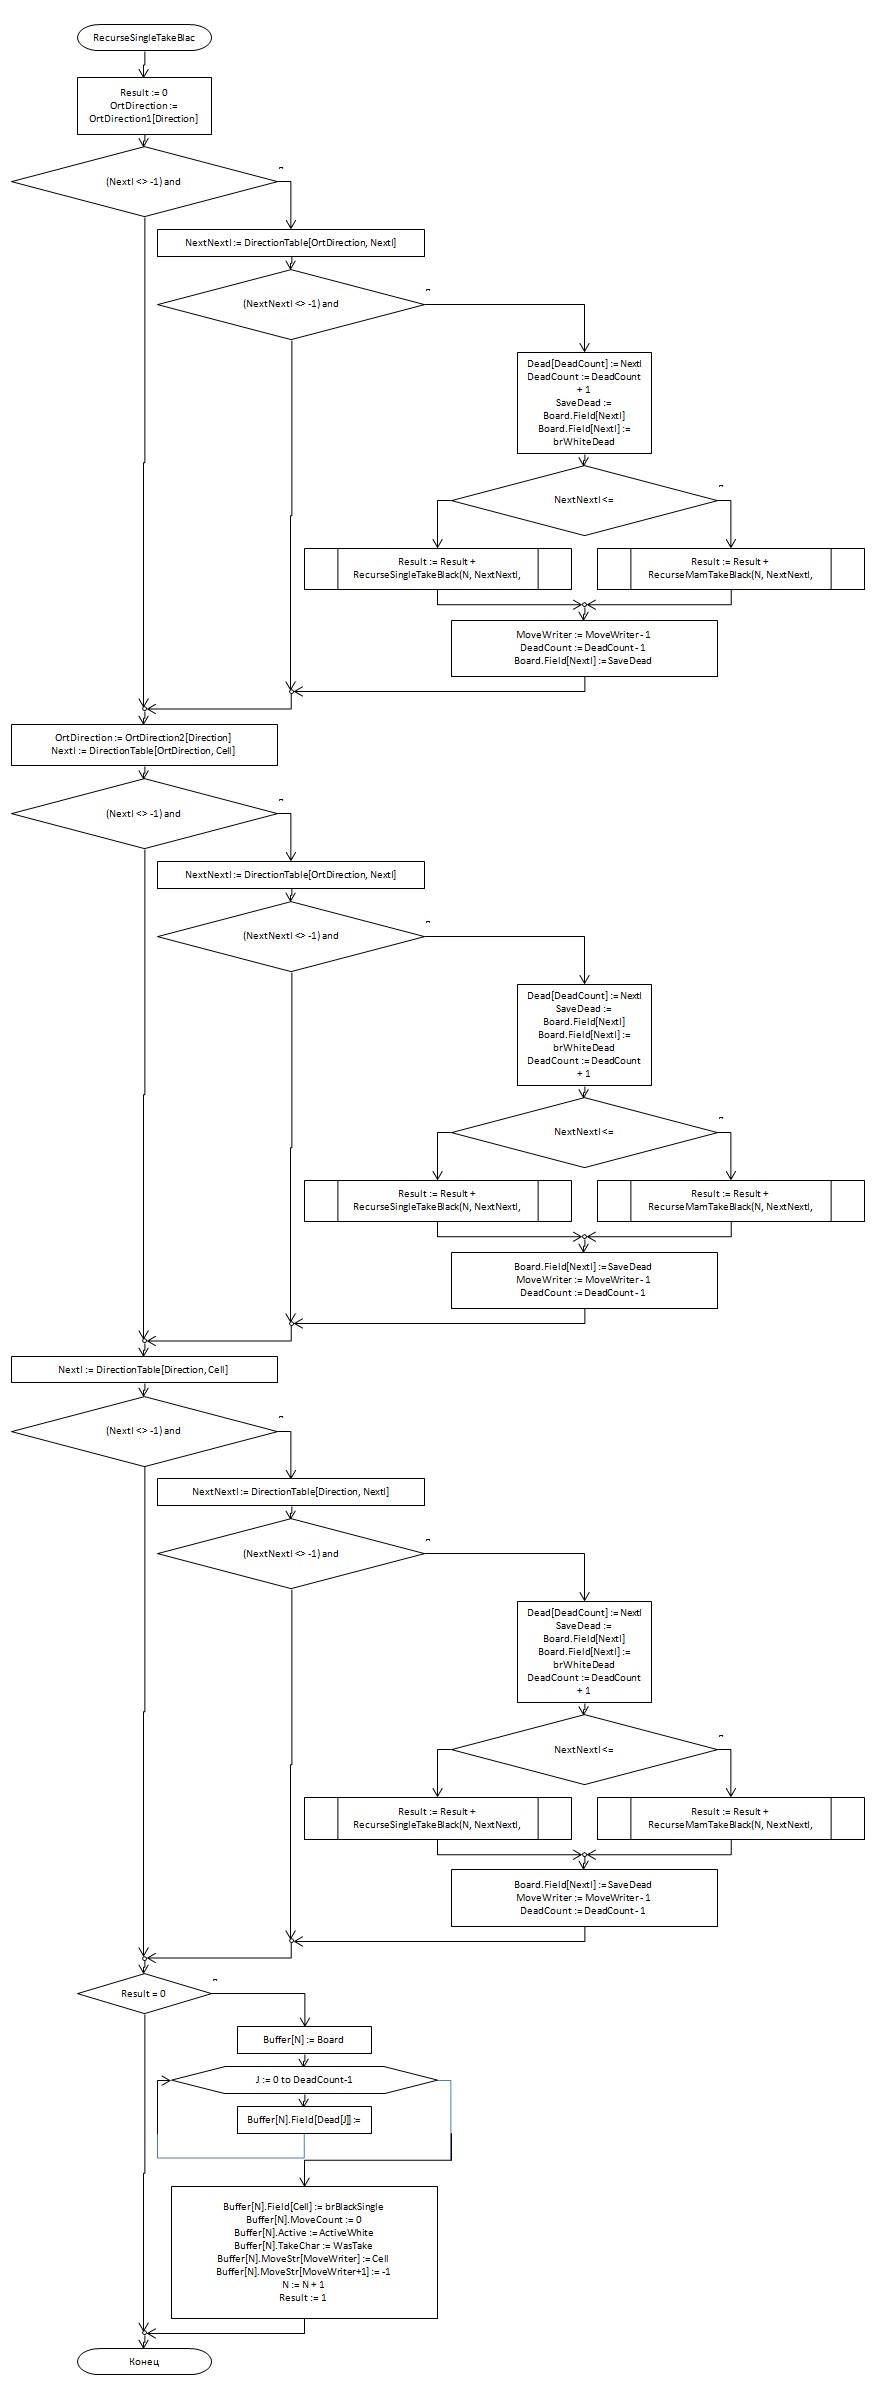 RecurseSingleTakeBlac
Result := 0
OrtDirection :=
OrtDirection1[Direction]
(NextI <> -1) and
NextNextI := DirectionTable[OrtDirection, NextI]
(NextNextI <> -1) and
Dead[DeadCount] := NextI
DeadCount := DeadCount
+ 1
SaveDead :=
Board.Field[NextI]
Board.Field[NextI] :=
brWhiteDead
NextNextI <=
Result := Result +
RecurseSingleTakeBlack(N, NextNextI,
Result := Result +
RecurseMamTakeBlack(N, NextNextI,
MoveWriter := MoveWriter - 1
DeadCount := DeadCount - 1
Board.Field[NextI] := SaveDead
OrtDirection := OrtDirection2[Direction]
NextI := DirectionTable[OrtDirection, Cell]
(NextI <> -1) and
NextNextI := DirectionTable[OrtDirection, NextI]
(NextNextI <> -1) and
Dead[DeadCount] := NextI
SaveDead :=
Board.Field[NextI]
Board.Field[NextI] :=
brWhiteDead
DeadCount := DeadCount
+ 1
NextNextI <=
Result := Result +
RecurseSingleTakeBlack(N, NextNextI,
Result := Result +
RecurseMamTakeBlack(N, NextNextI,
Board.Field[NextI] := SaveDead
MoveWriter := MoveWriter - 1
DeadCount := DeadCount - 1
NextI := DirectionTable[Direction, Cell]
(NextI <> -1) and
NextNextI := DirectionTable[Direction, NextI]
(NextNextI <> -1) and
Dead[DeadCount] := NextI
SaveDead :=
Board.Field[NextI]
Board.Field[NextI] :=
brWhiteDead
DeadCount := DeadCount
+ 1
NextNextI <=
Result := Result +
RecurseSingleTakeBlack(N, NextNextI,
Result := Result +
RecurseMamTakeBlack(N, NextNextI,
Board.Field[NextI] := SaveDead
MoveWriter := MoveWriter - 1
DeadCount := DeadCount - 1
Result = 0
Buffer[N] := Board
J := 0 to DeadCount-1
Buffer[N].Field[Dead[J]] :=
Buffer[N].Field[Cell] := brBlackSingle
Buffer[N].MoveCount := 0
Buffer[N].Active := ActiveWhite
Buffer[N].TakeChar := WasTake
Buffer[N].MoveStr[MoveWriter] := Cell
Buffer[N].MoveStr[MoveWriter+1] := -1
N := N + 1
Result := 1
Конец